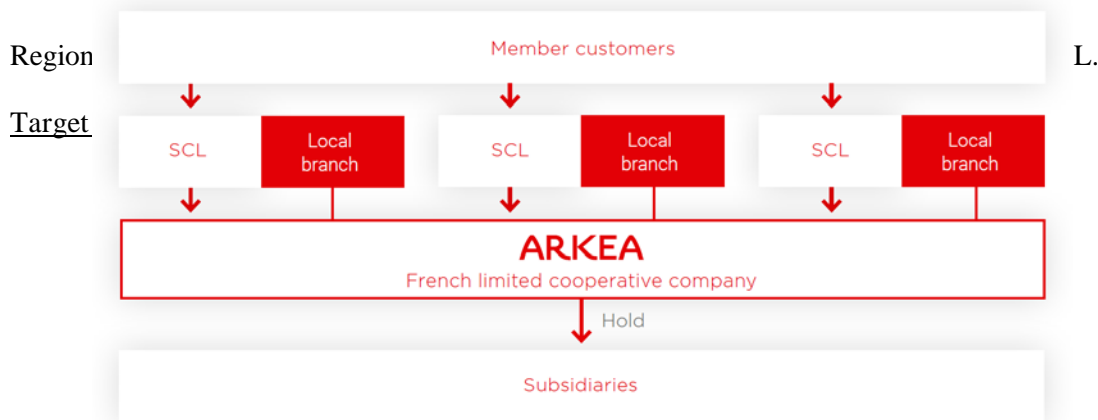 Member customers
Region L.
Target
SCL Local branch SCL Local branch SCL Local branch
ARKEA
French limited cooperative company
Hold
Subsidiaries